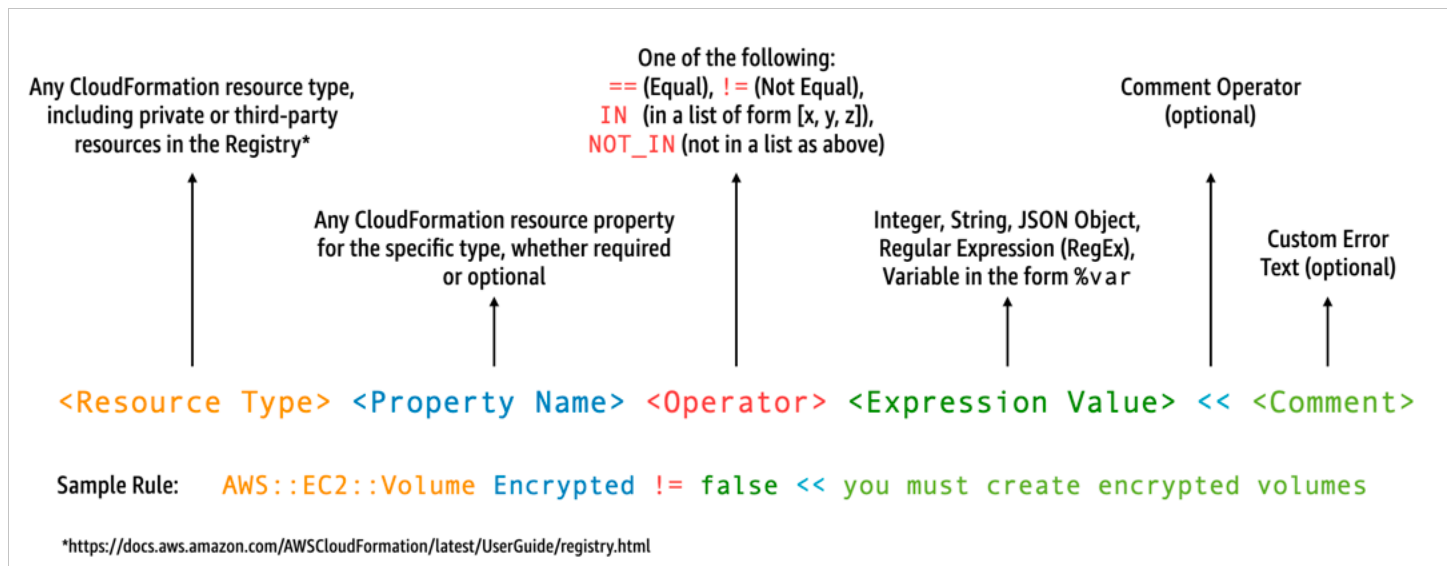 One of the following:
== (Equal), != (Not Equal),
IN (in a list of form [x, y, z]),
NOT_IN (not in a list as above)
Any CloudFormation resource type,
including private or third-party
resources in the Registry*
Comment Operator
(optional)
Any CloudFormation resource property
for the specific type, whether required
or optional
Integer, String, JSON Object,
Regular Expression (RegEx),
Variable in the form %var
Custom Error
Text (optional)
<Resource Type> <Property Name> <Operator> <Expression Value> << <Comment>
Sample Rule: AWS::EC2::Volume Encrypted != false << you must create encrypted volumes
*https://docs.aws.amazon.com/AWSCloudFormation/latest/UserGuide/registry.html